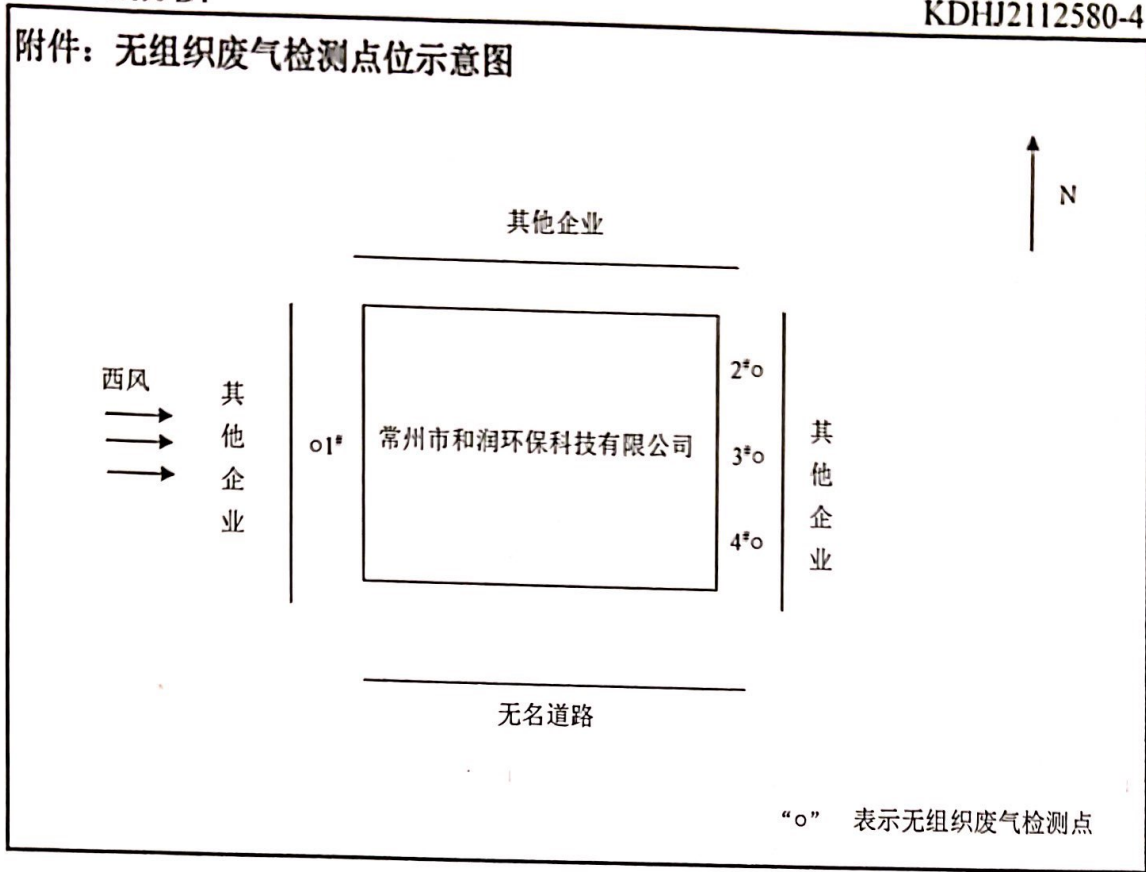 KDHJ2112580-4
附件：无组织废气检测点位示意图
N
其他企业
西风
其他企业
o1#
常州市和润环保科技有限公司
2#o
3#o
4#o
其他企业
无名道路
“o” 表示无组织废气检测点